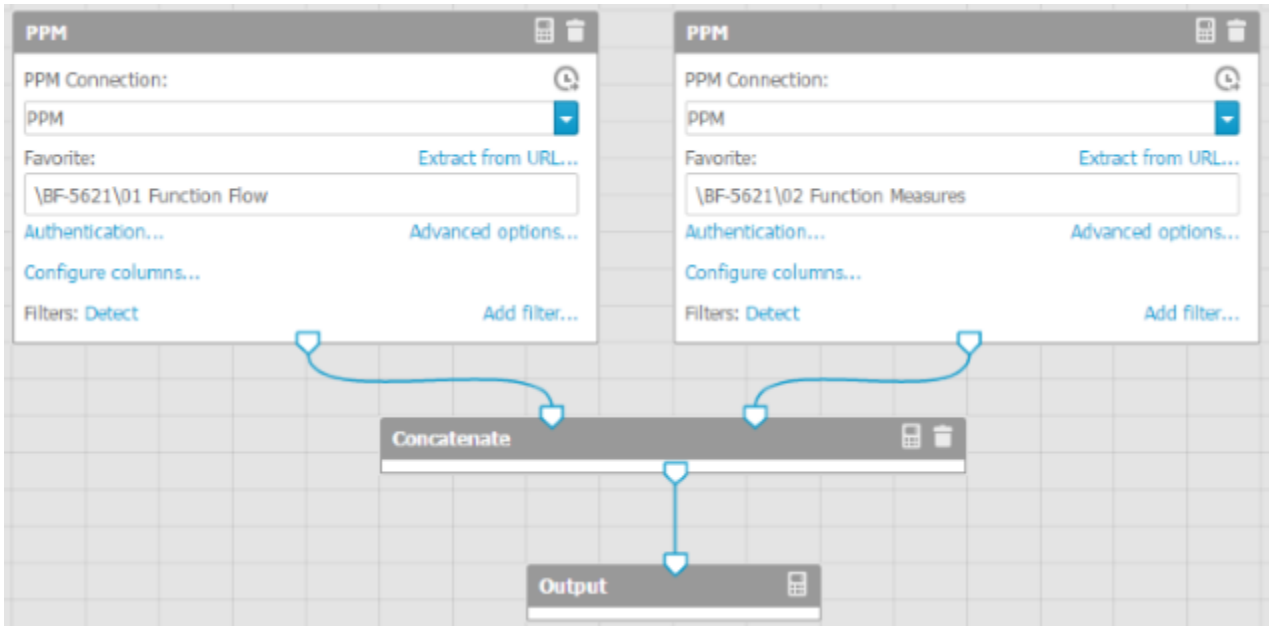 PPM
PPM Connection:
PPM
Favorite: Extract from URL...
\BF-5621\01 Function Flow
Authentication... Advanced options...
Configure columns...
Filters: Detect Add filter...
PPM
PPM Connection:
PPM
Favorite: Extract from URL...
\BF-5621\02 Function Measures
Authentication... Advanced options...
Configure columns...
Filters: Detect Add filter...
Concatenate
Output